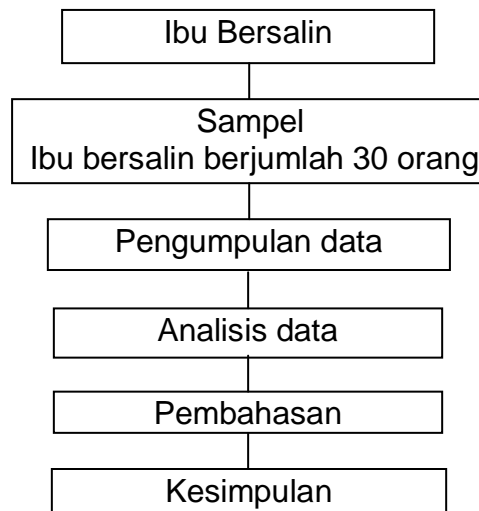 Ibu Bersalin
Sampel
Ibu bersalin berjumlah 30 orang
Pengumpulan data
Analisis data
Pembahasan
Kesimpulan